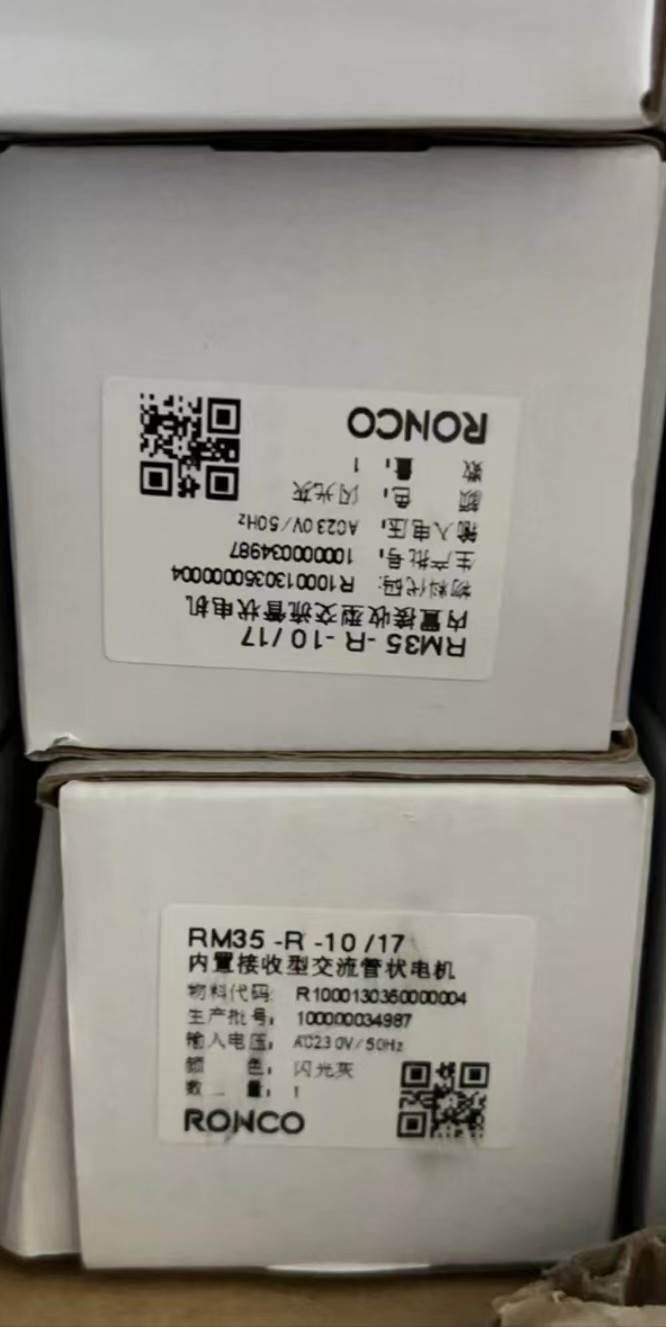 RONCO
数 量： 1
颜 色： 闪光灰
输入电压： AC230V/50Hz
生产批号： 100000034987
物料代码： R1000130350000004
内置接收型交流管状电机
RM35-R-10/17
RM35-R-10/17
内置接收型交流管状电机
物料代码： R1000130350000004
生产批号： 100000034987
输入电压： AC230V/50Hz
颜 色： 闪光灰
数 量： 1
RONCO